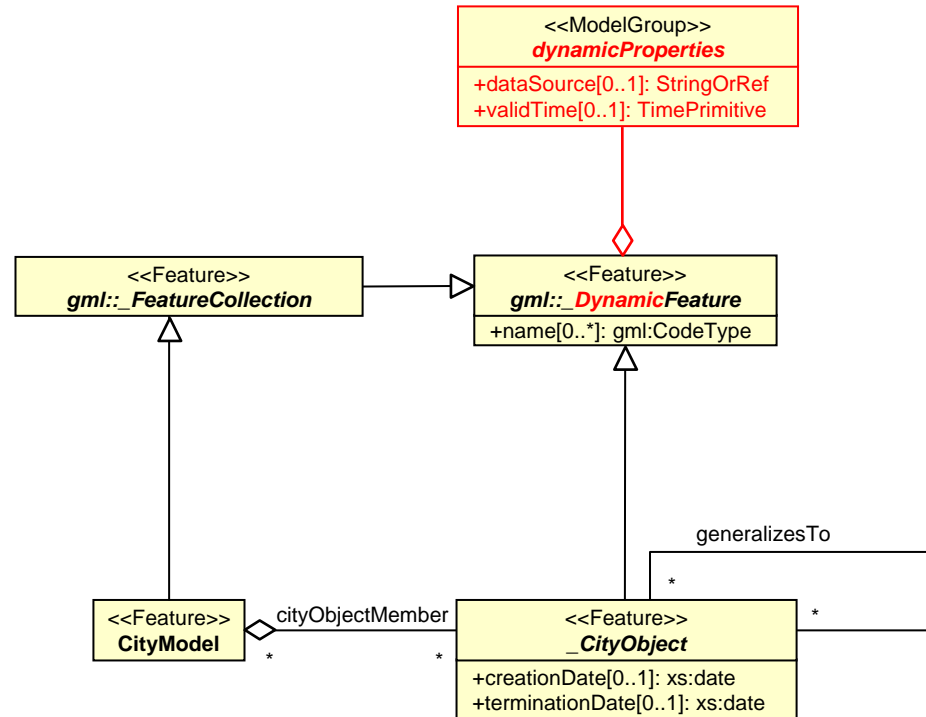 <<ModelGroup>>
dynamicProperties
+dataSource[0..1]: StringOrRef
+validTime[0..1]: TimePrimitive
<<Feature>>
gml::_FeatureCollection
<<Feature>>
gml::_DynamicFeature
+name[0..*]: gml:CodeType
generalizesTo
*
*
<<Feature>>
CityModel
cityObjectMember
*
*
<<Feature>>
_CityObject
+creationDate[0..1]: xs:date
+terminationDate[0..1]: xs:date